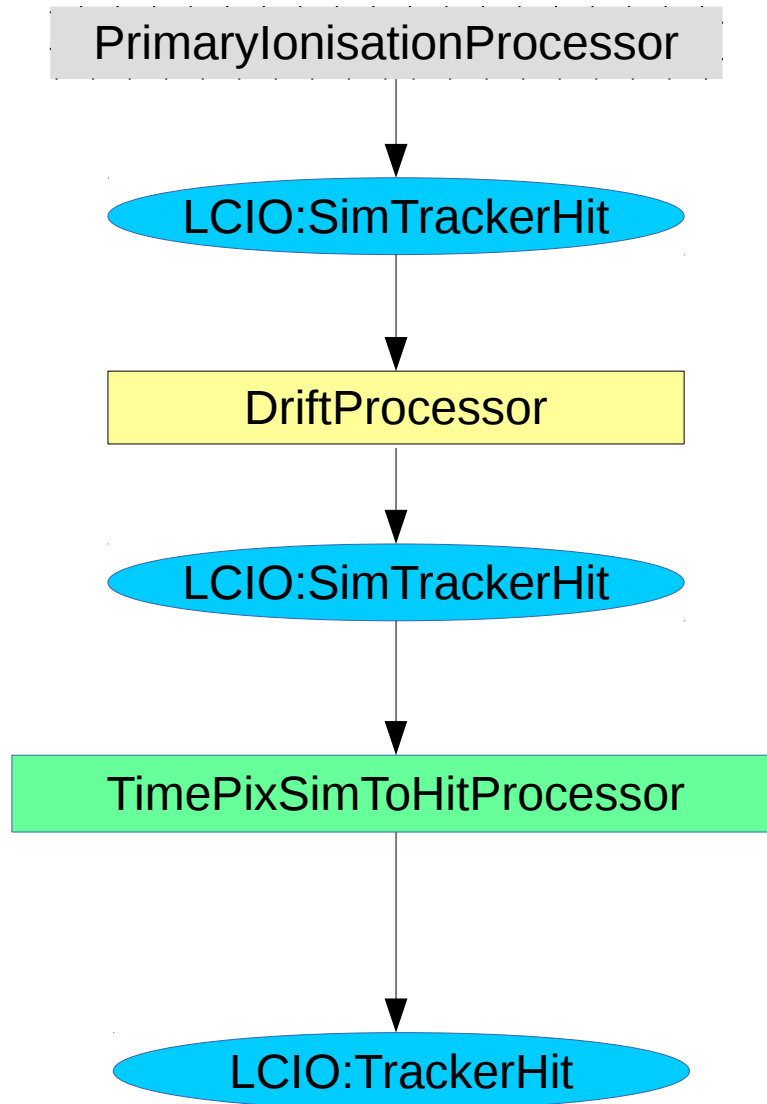 PrimaryIonisationProcessor
LCIO:SimTrackerHit
DriftProcessor
LCIO:SimTrackerHit
TimePixSimToHitProcessor
LCIO:TrackerHit